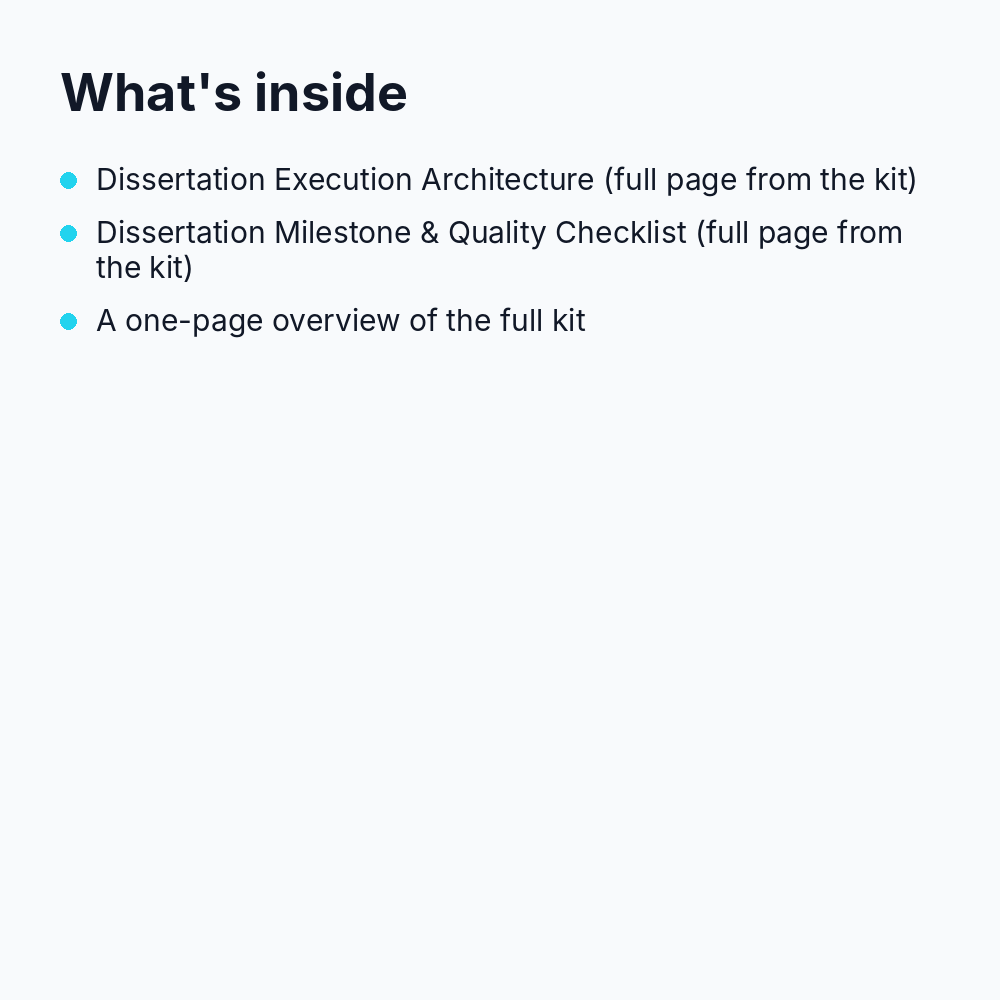 What's inside
Dissertation Execution Architecture (full page from the kit)
Dissertation Milestone & Quality Checklist (full page from
the kit)
A one-page overview of the full kit